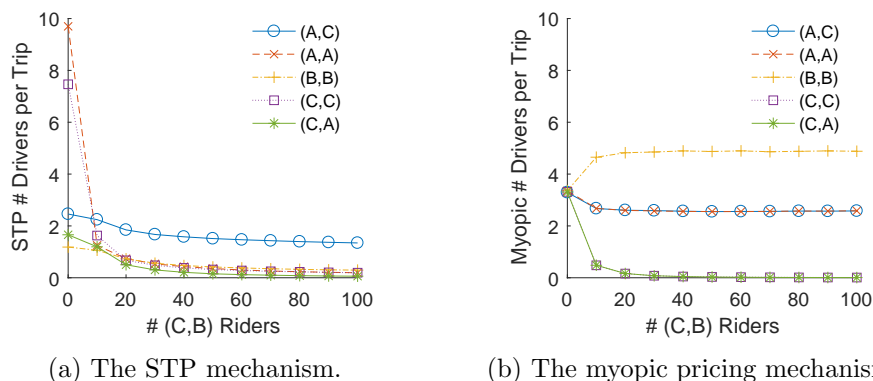 10
8
6
4
2
0
STP # Drivers per Trip
(A,C)
(A,A)
(B,B)
(C,C)
(C,A)
0 20 40 60 80 100
# (C,B) Riders
(a) The STP mechanism.
10
8
6
4
2
0
Myopic # Drivers per Trip
(A,C)
(A,A)
(B,B)
(C,C)
(C,A)
0 20 40 60 80 100
# (C,B) Riders
(b) The myopic pricing mechanis